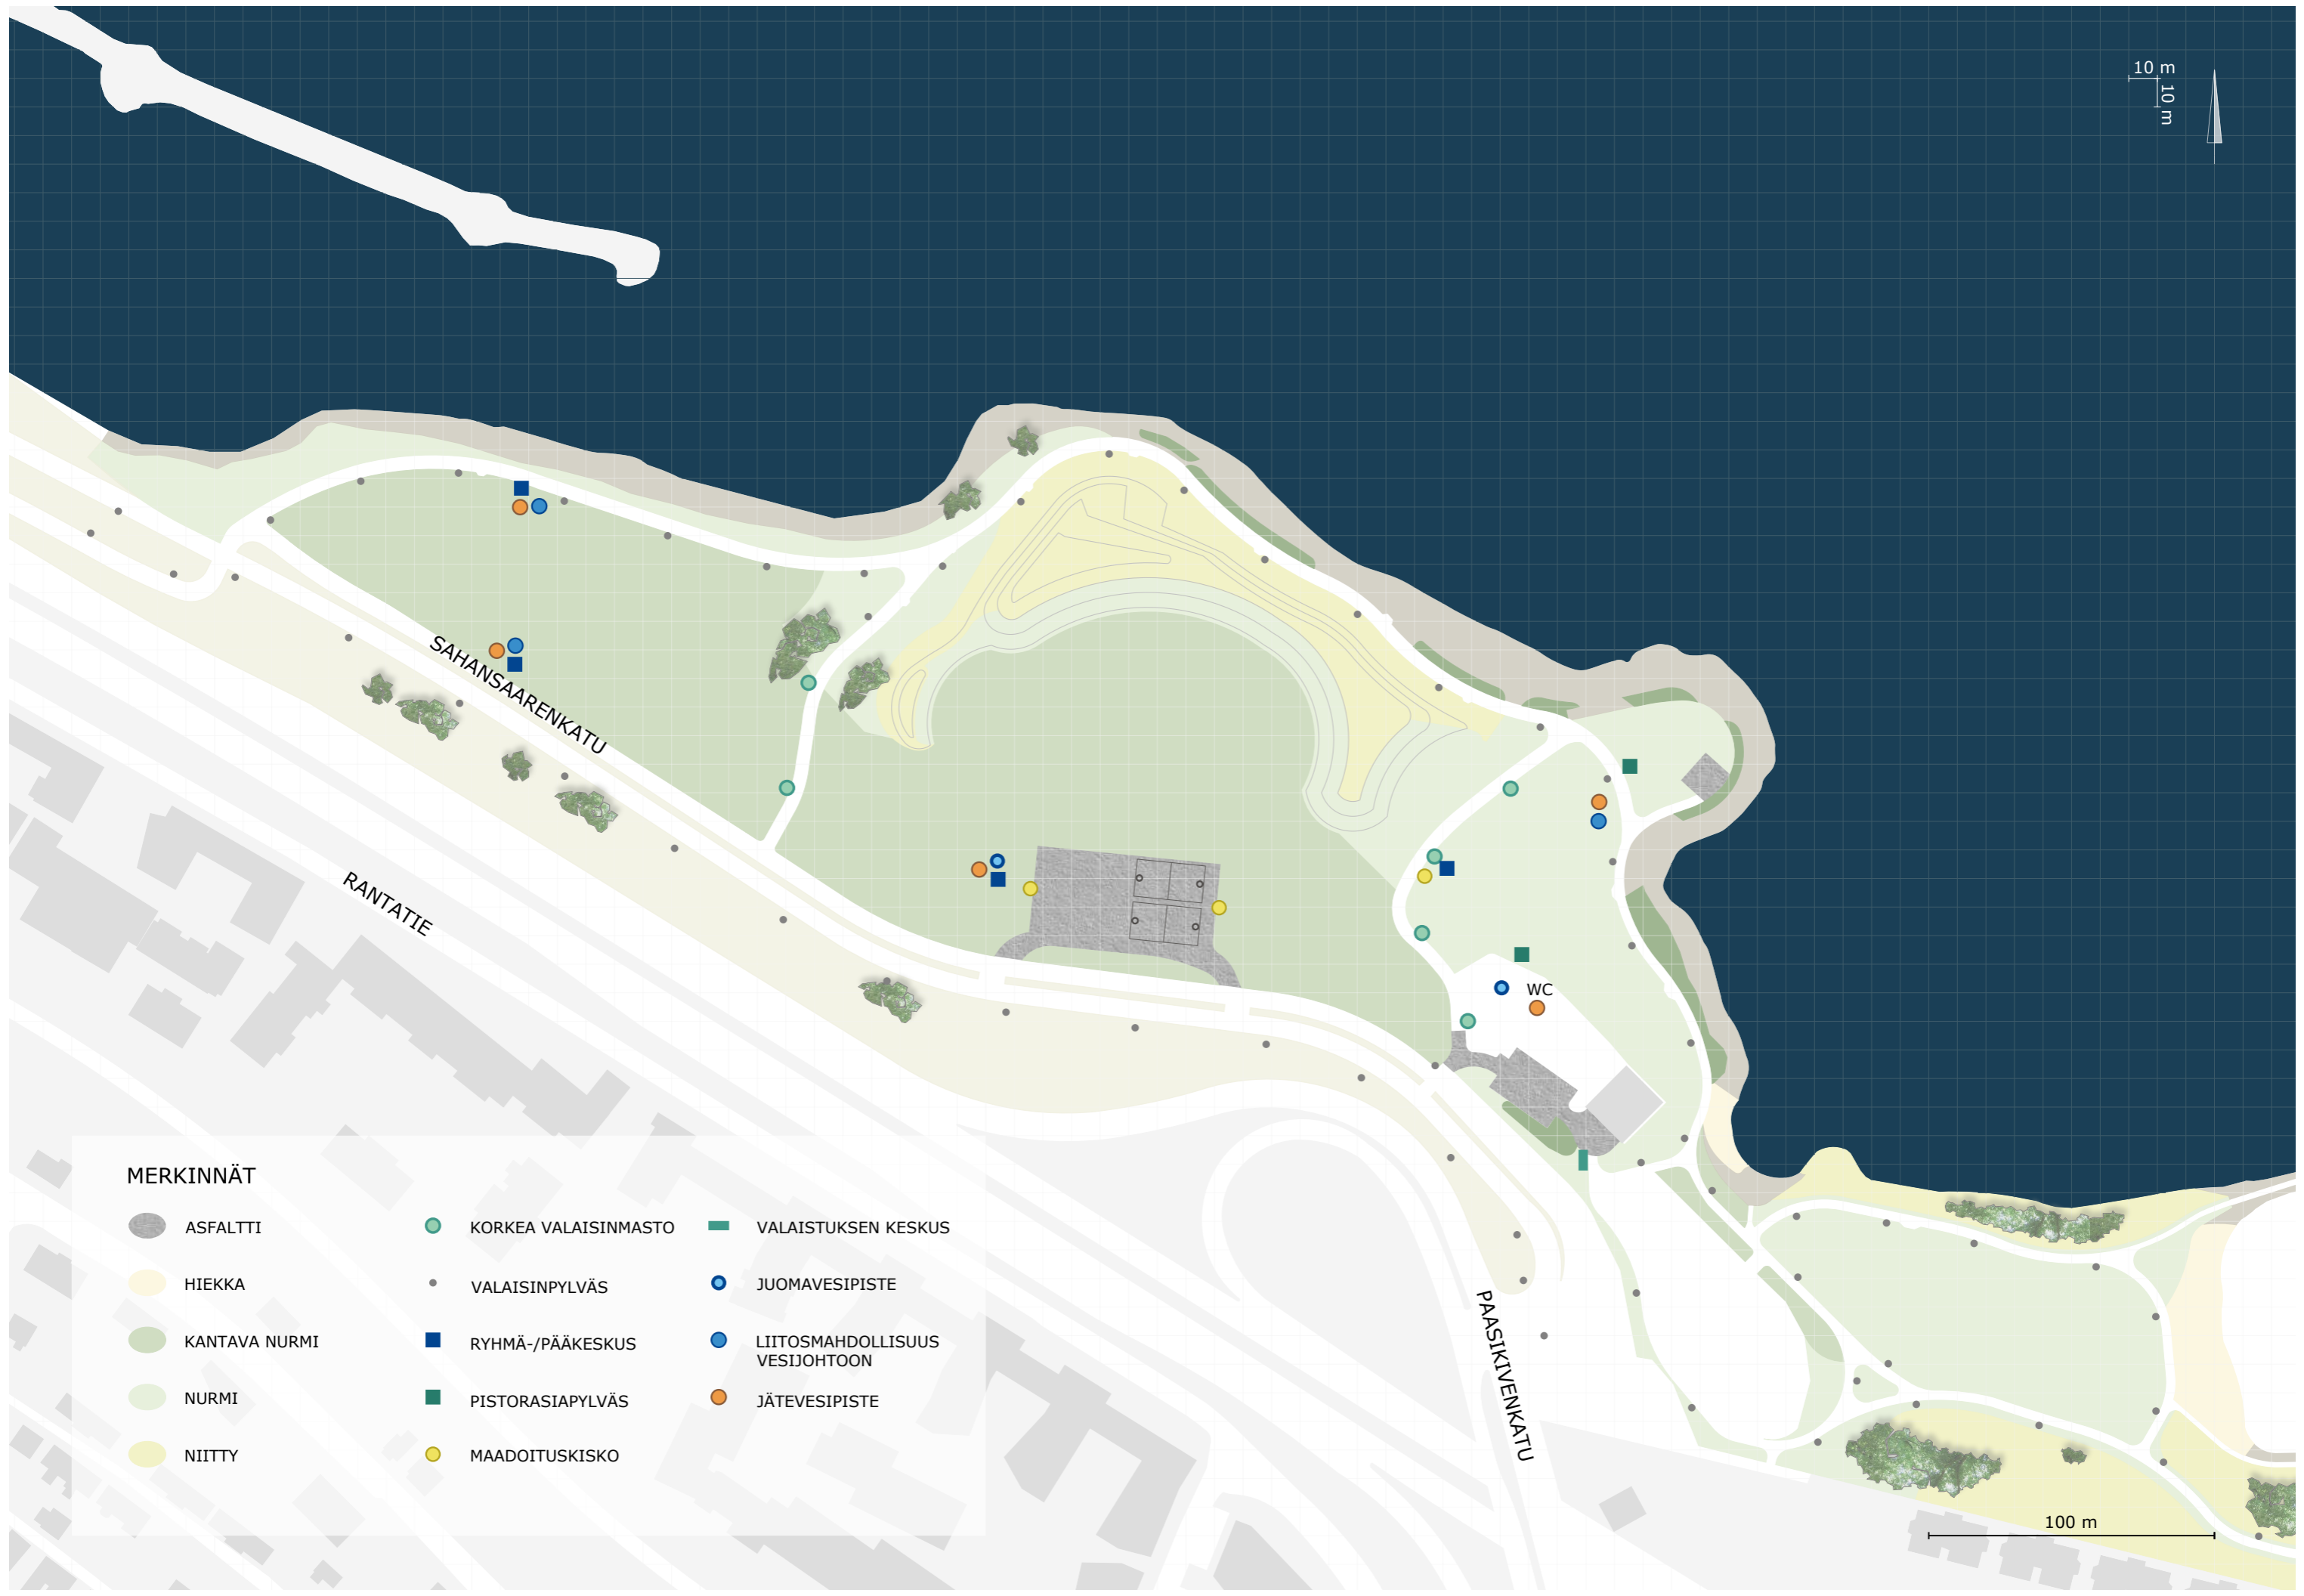 10 m
10 m
SAHANSAARENKATU
RANTATIE
WC
PAASIKIVENKATU
MERKINNÄT
ASFALTTI
HIEKKA
KANTAVA NURMI
NURMI
NIITTY
KORKEA VALAISINMASTO
VALAISINPYLVÄS
RYHMÄ-/PÄÄKESKUS
PISTORASIAPYLVÄS
MAADOITUSKISKO
VALAISTUKSEN KESKUS
JUOMAVESIPISTE
LIITOSMAHDOLLISUUS
VESIJOHTOON
JÄTEVESIPISTE
100 m